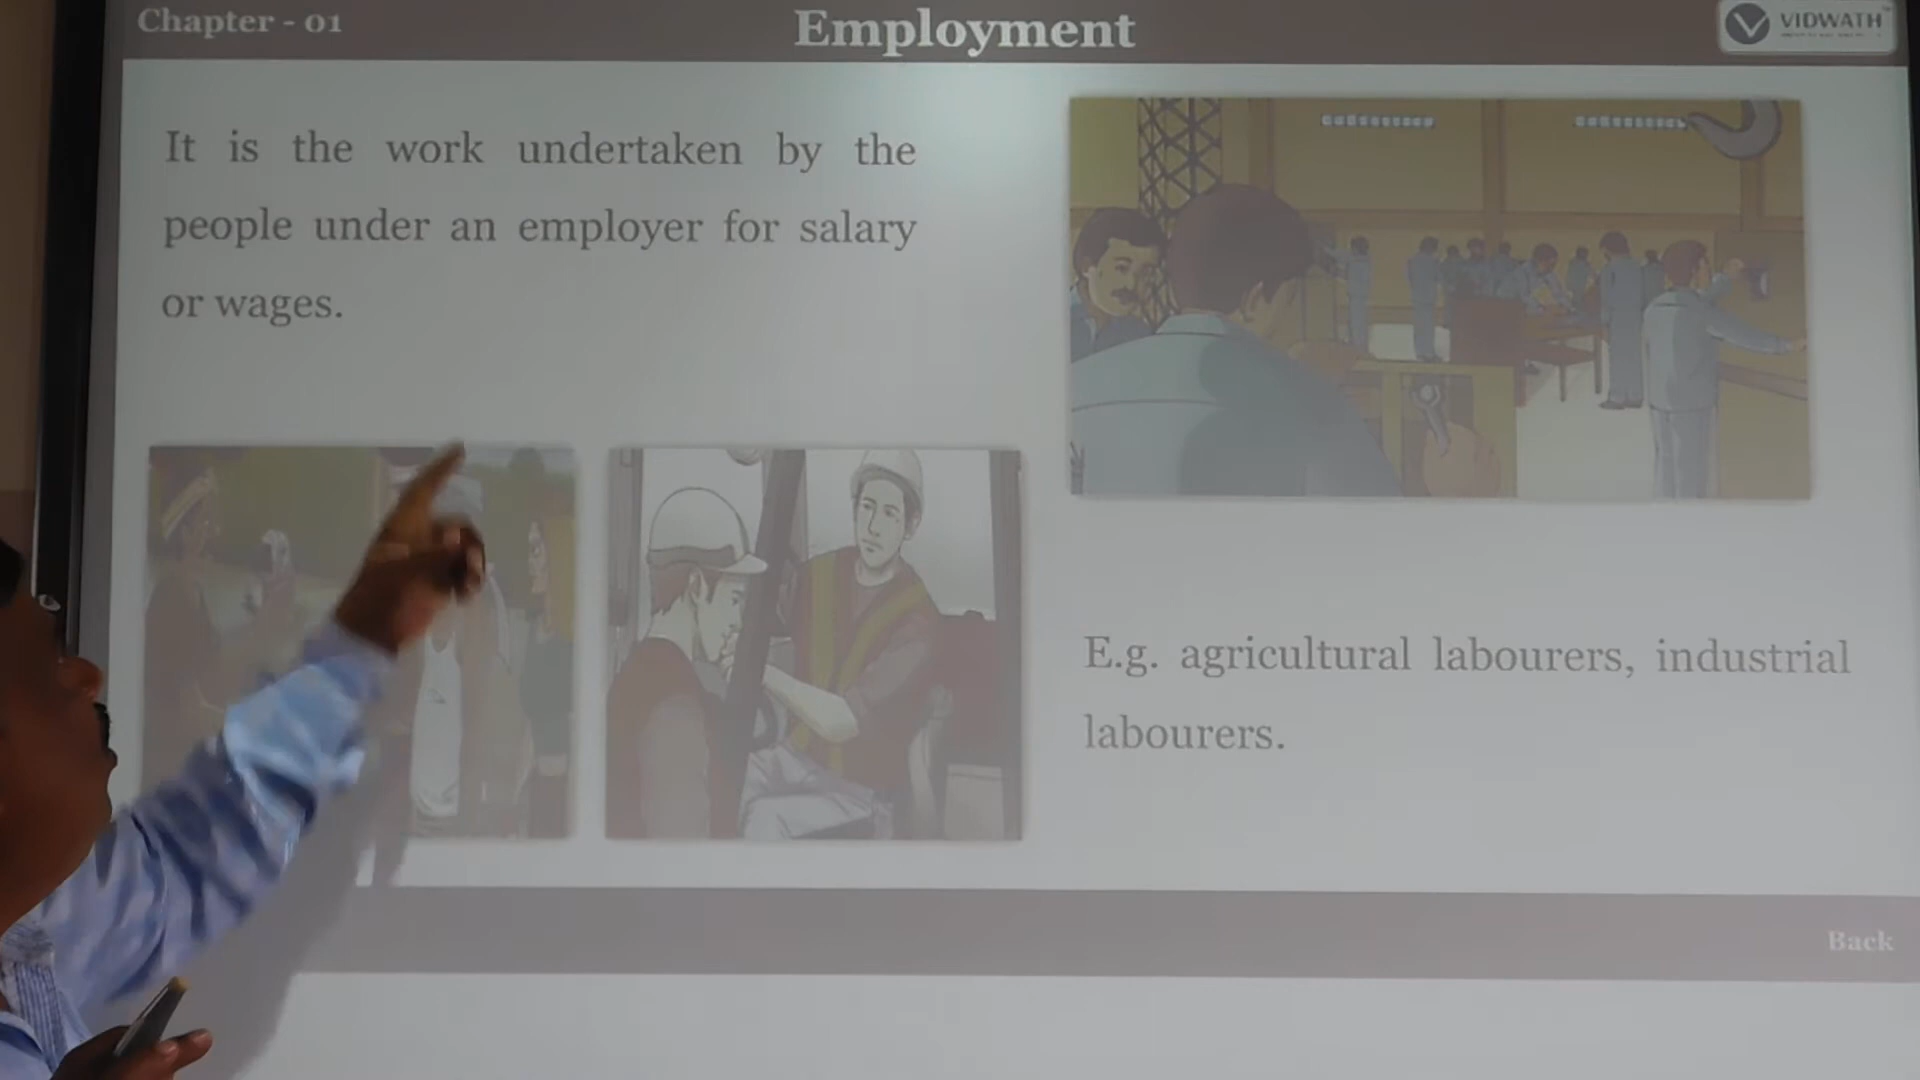 Chapter - 01
Employment
VIDWATH
It is the work undertaken by the
people under an employer for salary
or wages.
E.g. agricultural labourers, industrial
labourers.
Back